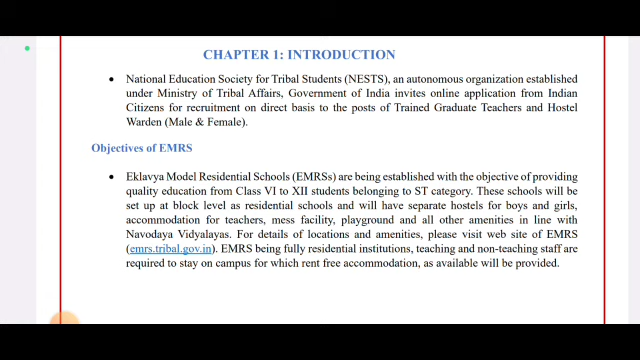 CHAPTER 1: INTRODUCTION
• National Education Society for Tribal Students (NESTS), an autonomous organization established
under Ministry of Tribal Affairs, Government of India invites online application from Indian
Citizens for recruitment on direct basis to the posts of Trained Graduate Teachers and Hostel
Warden (Male & Female).
Objectives of EMRS
• Eklavya Model Residential Schools (EMRSs) are being established with the objective of providing
quality education from Class VI to XII students belonging to ST category. These schools will be
set up at block level as residential schools and will have separate hostels for boys and girls,
accommodation for teachers, mess facility, playground and all other amenities in line with
Navodaya Vidyalayas. For details of locations and amenities, please visit web site of EMRS
(emrs.tribal.gov.in). EMRS being fully residential institutions, teaching and non-teaching staff are
required to stay on campus for which rent free accommodation, as available will be provided.